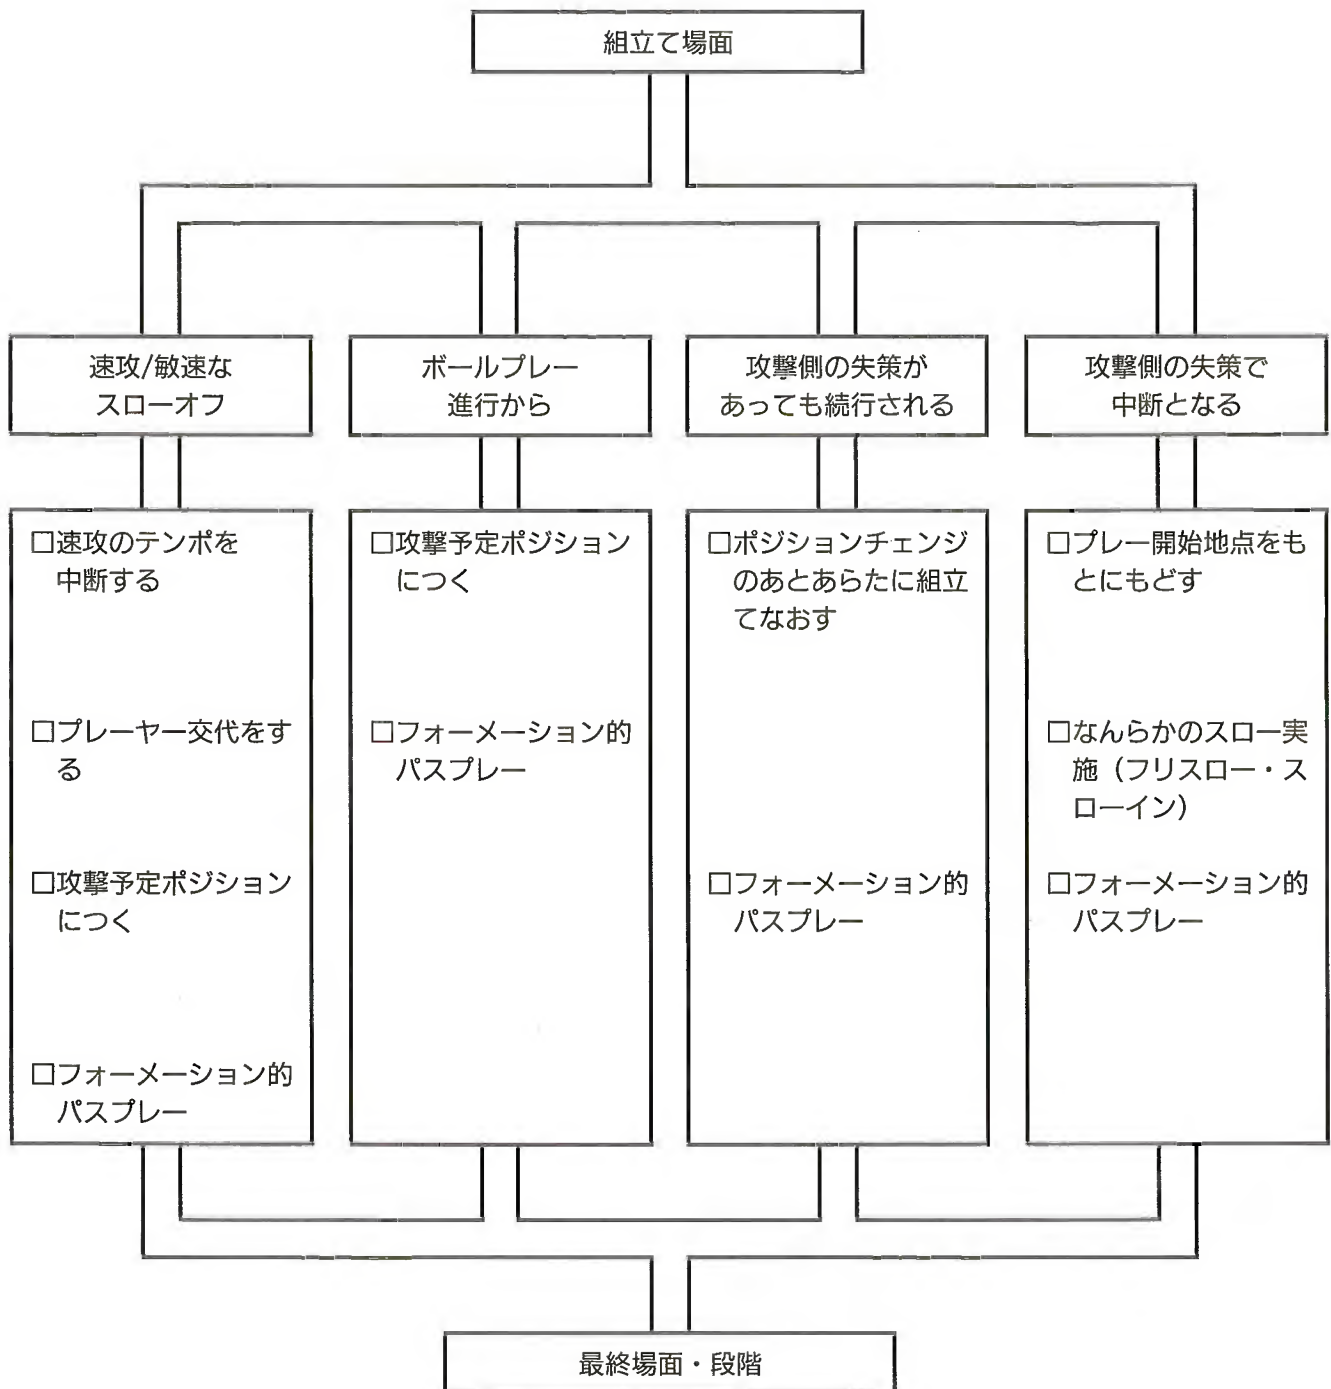 組立て場面
速攻/敏速な
スローオフ
ボールプレー
進行から
攻撃側の失策が
あっても続行される
攻撃側の失策で
中断となる
□速攻のテンポを
中断する
□プレーヤー交代をす
る
□攻撃予定ポジション
につく
□フォーメーション的
パスプレー
□攻撃予定ポジション
につく
□フォーメーション的
パスプレー
□ポジションチェンジ
のあとあらたに組立
てなおす
□フォーメーション的
パスプレー
□プレー開始地点をも
とにもどす
□なんらかのスロー実
施（フリスロー・ス
ローイン）
□フォーメーション的
パスプレー
最終場面・段階